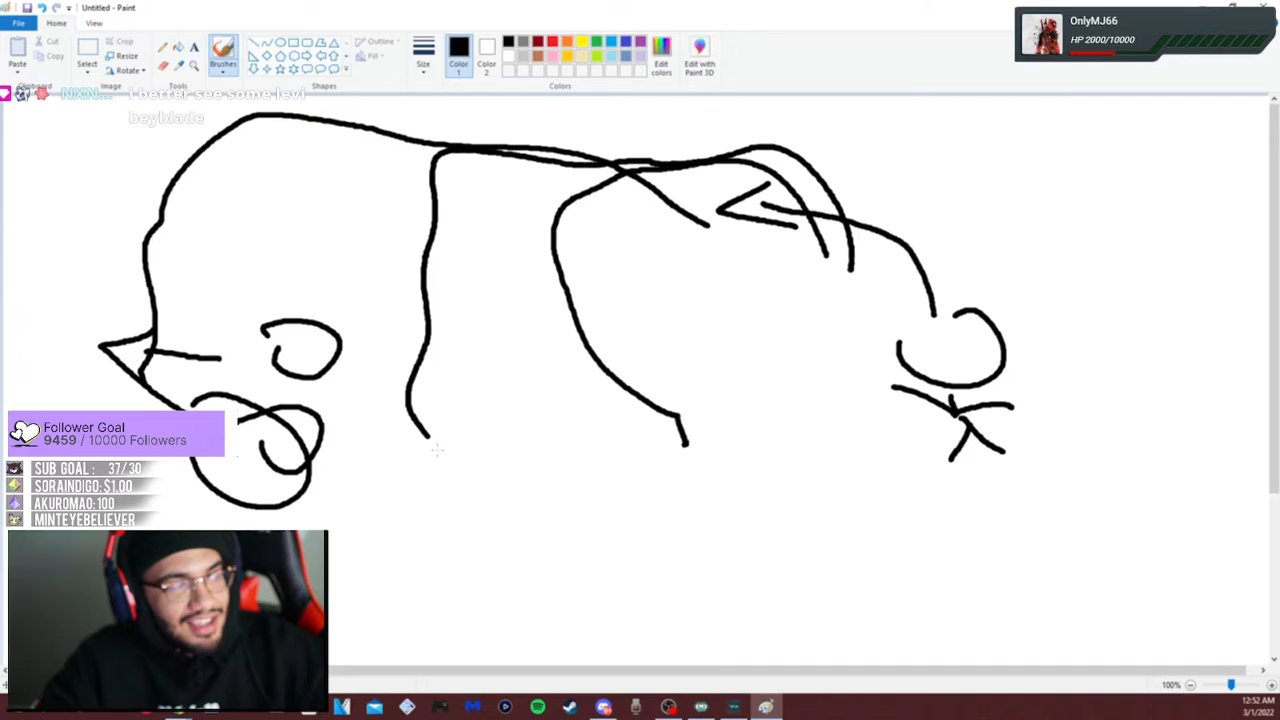 Untitled - Paint
OnlyMJ66
HP 2000/10000
File Home View
Cut
Copy
Paste
Clipboard
Select
Crop
Resize
Rotate
Image
Tools
Brushes
Shapes
Outline
Fill
Size
Color 1
Color 2
Edit colors
Edit with Paint 3D
Colors
NIXIN... i better see some levi
beyblade
Follower Goal
9459 / 10000 Followers
SUB GOAL : 37/30
SORAINDIGO: $1.00
AKUROMAO: 100
MINTEYEBELIEVER
100%
12:52 AM
3/1/2022